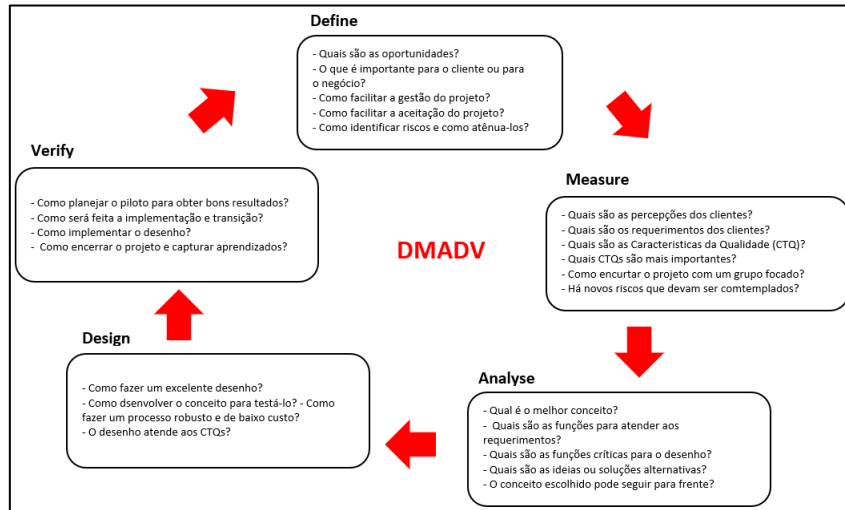 Define
- Quais são as oportunidades?
- O que é importante para o cliente ou para
o negócio?
- Como facilitar a gestão do projeto?
- Como facilitar a aceitação do projeto?
- Como identificar riscos e como atênua-los?
Measure
- Quais são as percepções dos clientes?
- Quais são os requerimentos dos clientes?
- Quais são as Caracteristicas da Qualidade (CTQ)?
- Quais CTQs são mais importantes?
- Como encurtar o projeto com um grupo focado?
- Há novos riscos que devam ser comtemplados?
Analyse
- Qual é o melhor conceito?
- Quais são as funções para atender aos
requerimentos?
- Quais são as funções críticas para o desenho?
- Quais são as ideias ou soluções alternativas?
- O conceito escolhido pode seguir para frente?
Design
- Como fazer um excelente desenho?
- Como dsenvolver o conceito para testá-lo? - Como
fazer um processo robusto e de baixo custo?
- O desenho atende aos CTQs?
Verify
- Como planejar o piloto para obter bons resultados?
- Como será feita a implementação e transição?
- Como implementar o desenho?
- Como encerrar o projeto e capturar aprendizados?
DMADV